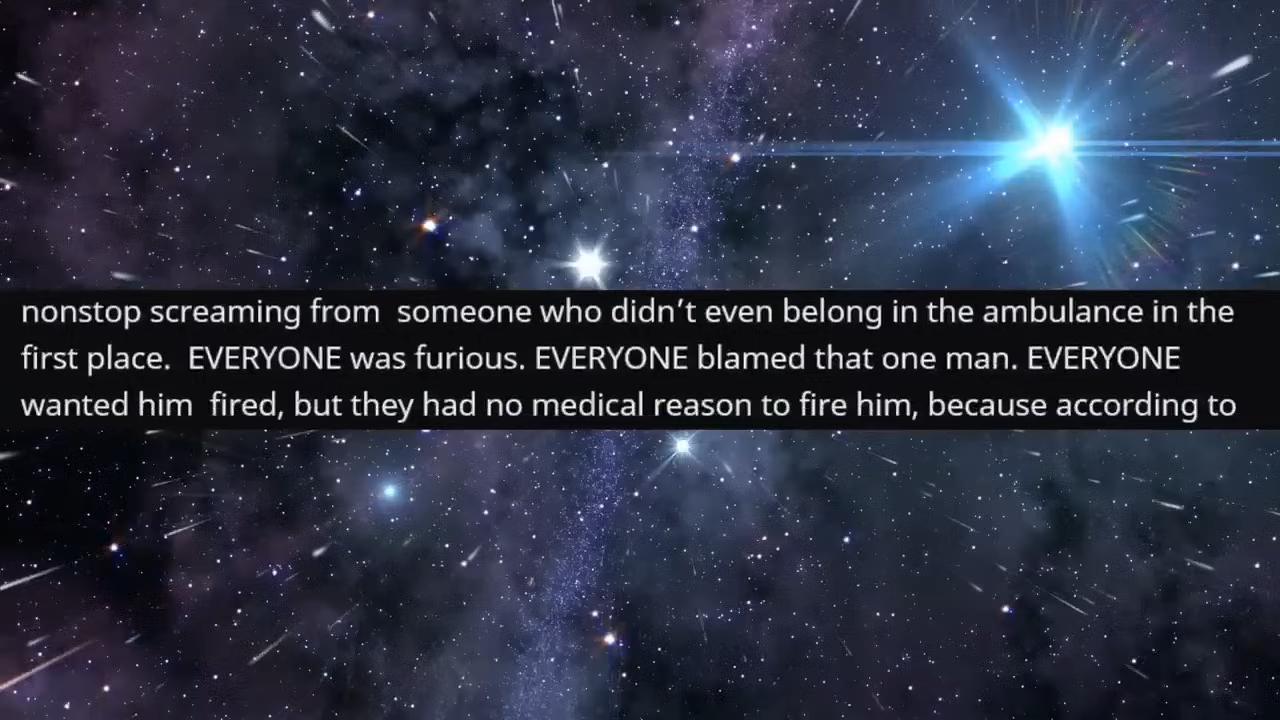 nonstop screaming from  someone who didn’t even belong in the ambulance in the
first place.  EVERYONE was furious. EVERYONE blamed that one man. EVERYONE
wanted him  fired, but they had no medical reason to fire him, because according to